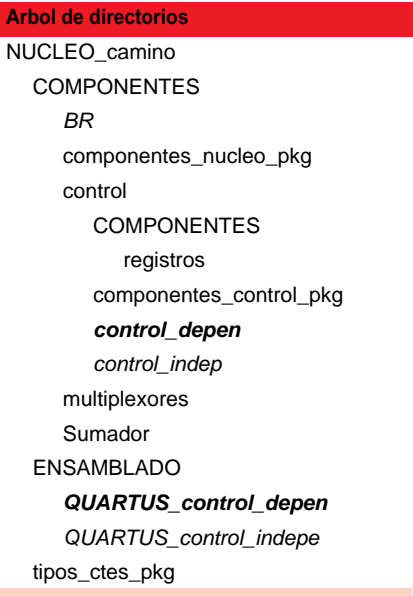 Arbol de directorios
NUCLEO_camino
COMPONENTES
BR
componentes_nucleo_pkg
control
COMPONENTES
registros
componentes_control_pkg
control_depen
control_indep
multiplexores
Sumador
ENSAMBLADO
QUARTUS_control_depen
QUARTUS_control_indepe
tipos_ctes_pkg